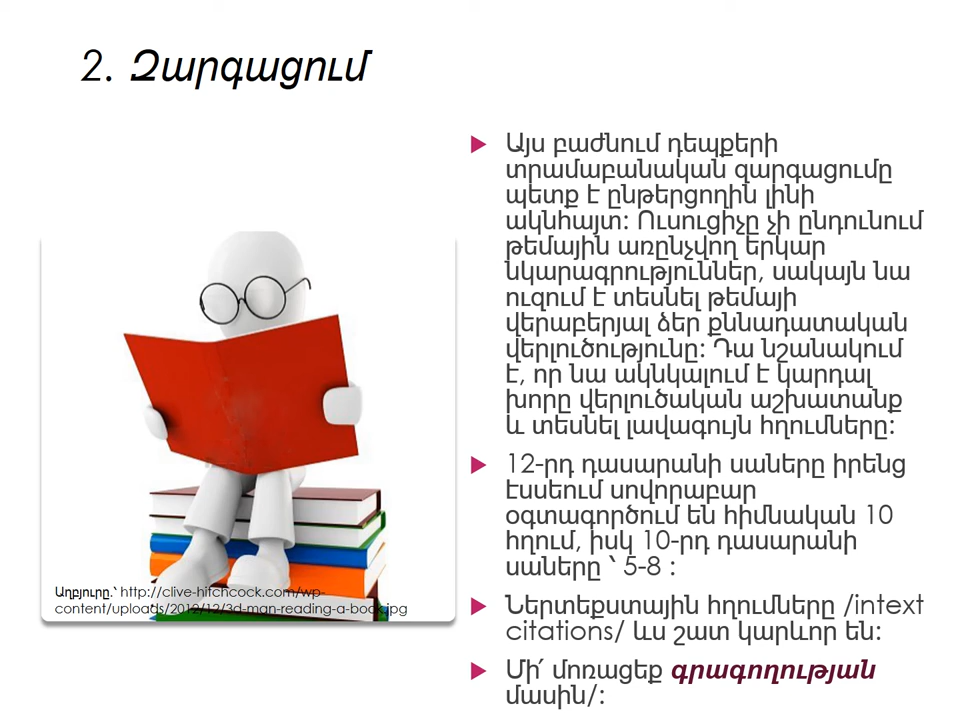 2. Զարգացում
Այս բաժնում դեպքերի
տրամաբանական զարգացումը
պետք է ընթերցողին լինի
ակնհայտ: Ուսուցիչը չի ընդունում
թեմային առընչվող երկար
նկարագրություններ, սակայն նա
ուզում է տեսնել թեմայի
վերաբերյալ ձեր քննադատական
վերլուծությունը: Դա նշանակում
է, որ նա ակնկալում է կարդալ
խորը վերլուծական աշխատանք
և տեսնել լավագույն հղումները:
12-րդ դասարանի սաները իրենց
էսսեում սովորաբար
օգտագործում են հիմնական 10
հղում, իսկ 10-րդ դասարանի
սաները ՝ 5-8 :
Ներտեքստային հղումները /intext
citations/ ևս շատ կարևոր են:
Մի՛ մոռացեք գրագողության
մասին/:
Աղբյուրը.՝ http://clive-hitchcock.com/wp-
content/uploads/2012/12/3d-man-reading-a-book.jpg